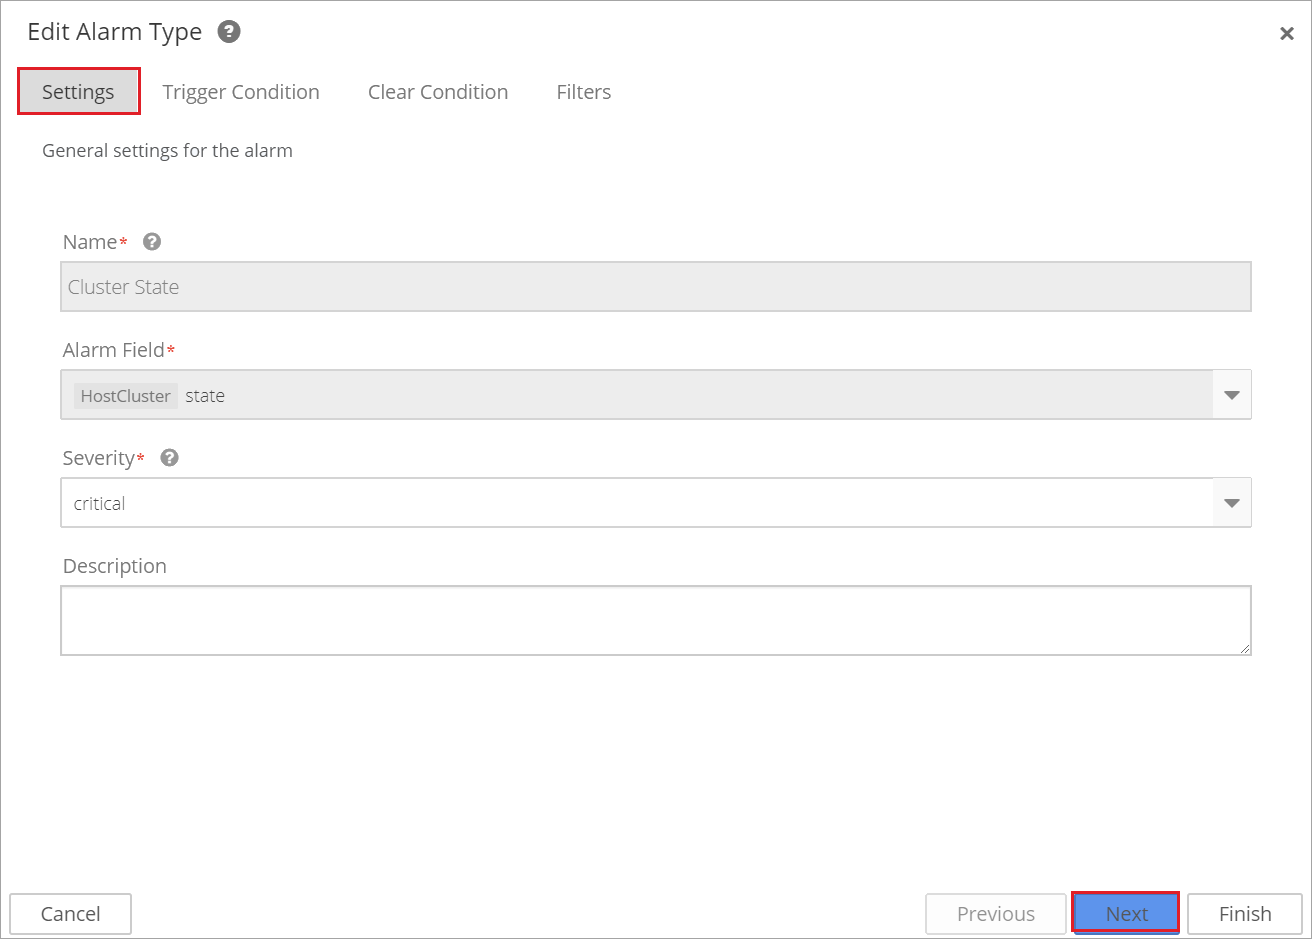 Edit Alarm Type ?
Settings Trigger Condition Clear Condition Filters
General settings for the alarm
Name* ?
Cluster State
Alarm Field*
HostCluster state
Severity* ?
critical
Description
Cancel Previous Next Finish